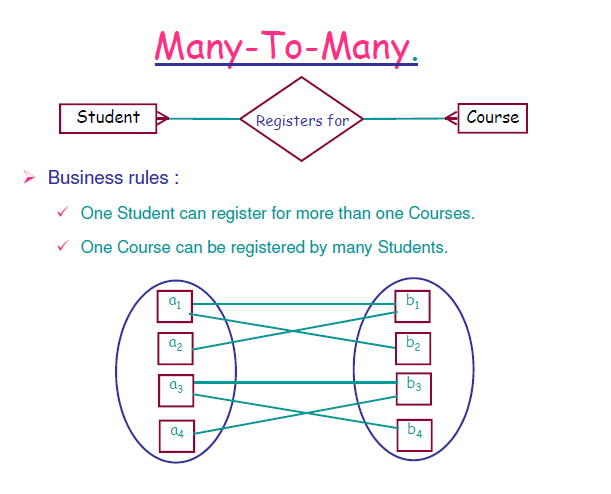 Many-To-Many.
Student Registers for Course
Business rules :
One Student can register for more than one Courses.
One Course can be registered by many Students.
a1 b1
a2 b2
a3 b3
a4 b4